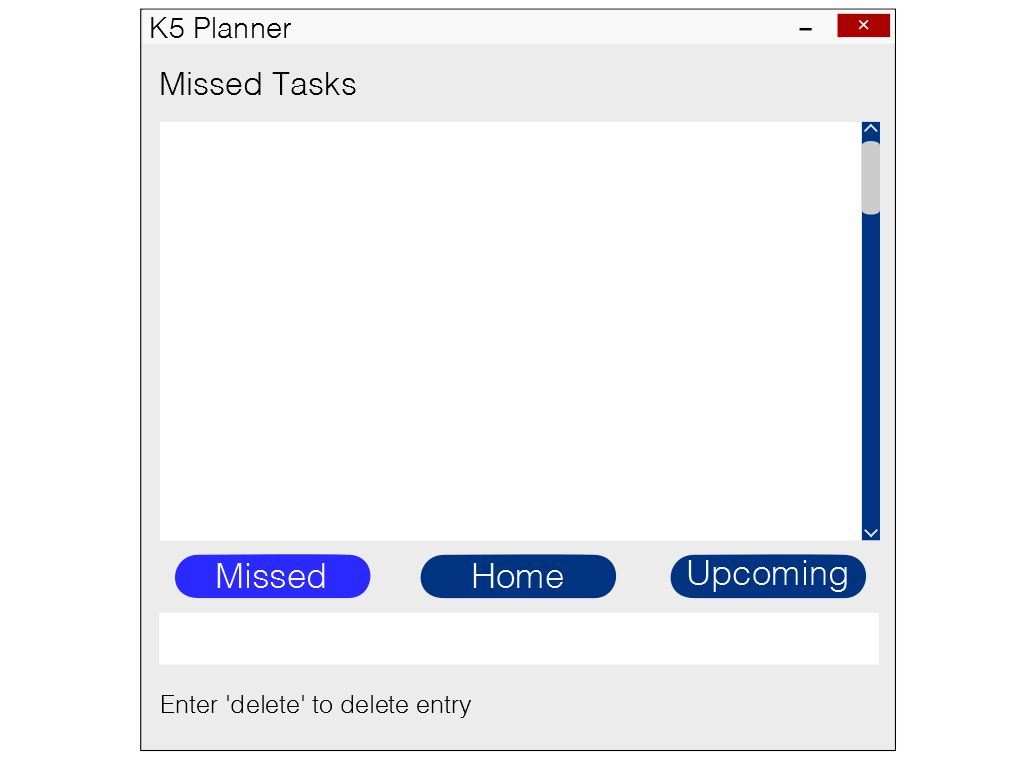 K5 Planner
Missed Tasks
Missed
Home
Upcoming
Enter 'delete' to delete entry